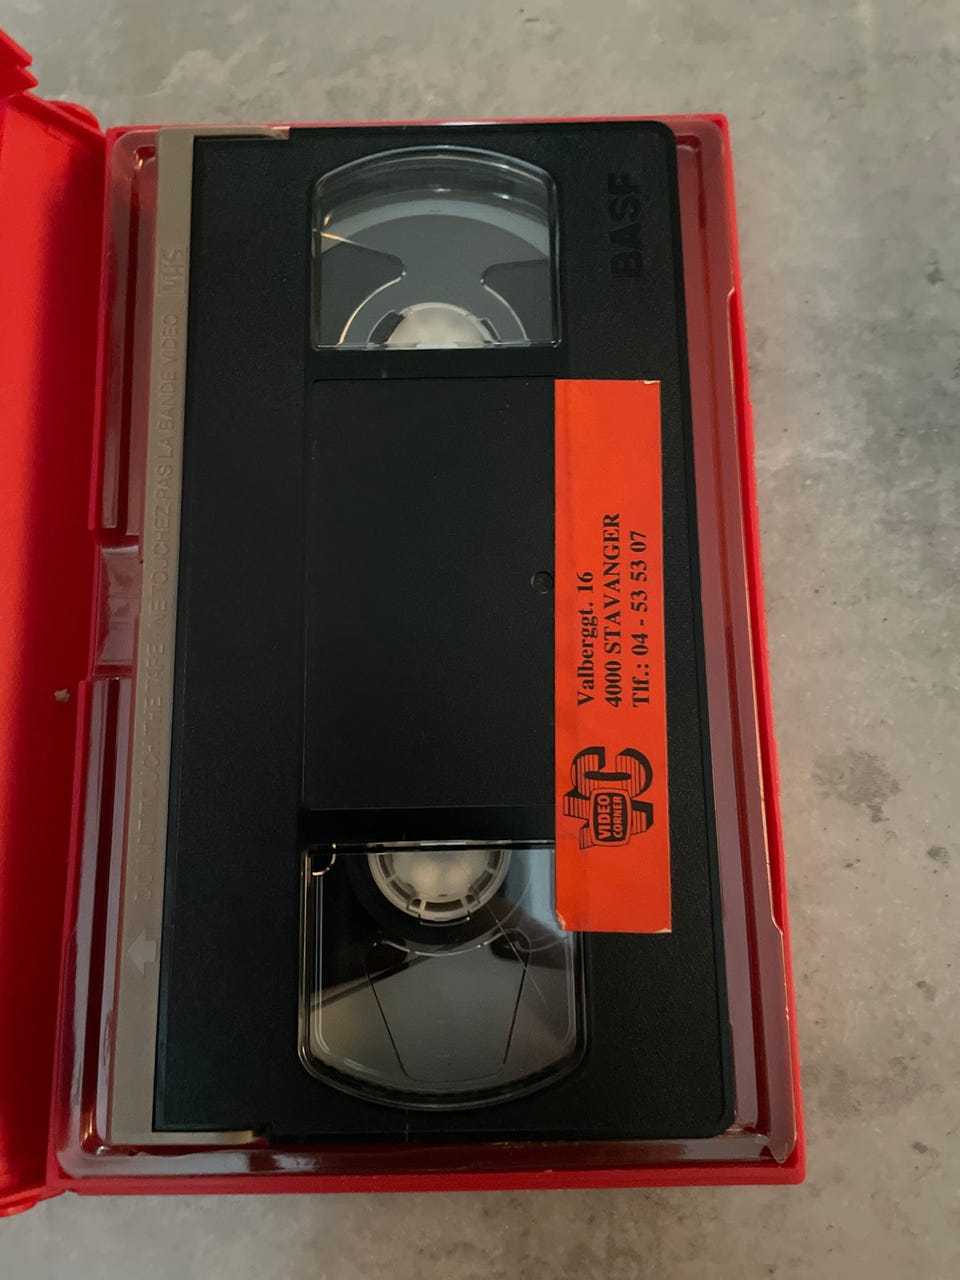 BASF
DO NOT TOUCH THE TAPE NE TOUCHEZ PAS LA BANDE VIDEO VHS
Valberggt. 16
4000 STAVANGER
Tlf.: 04 - 53 53 07
VC
VIDEO
CORNER